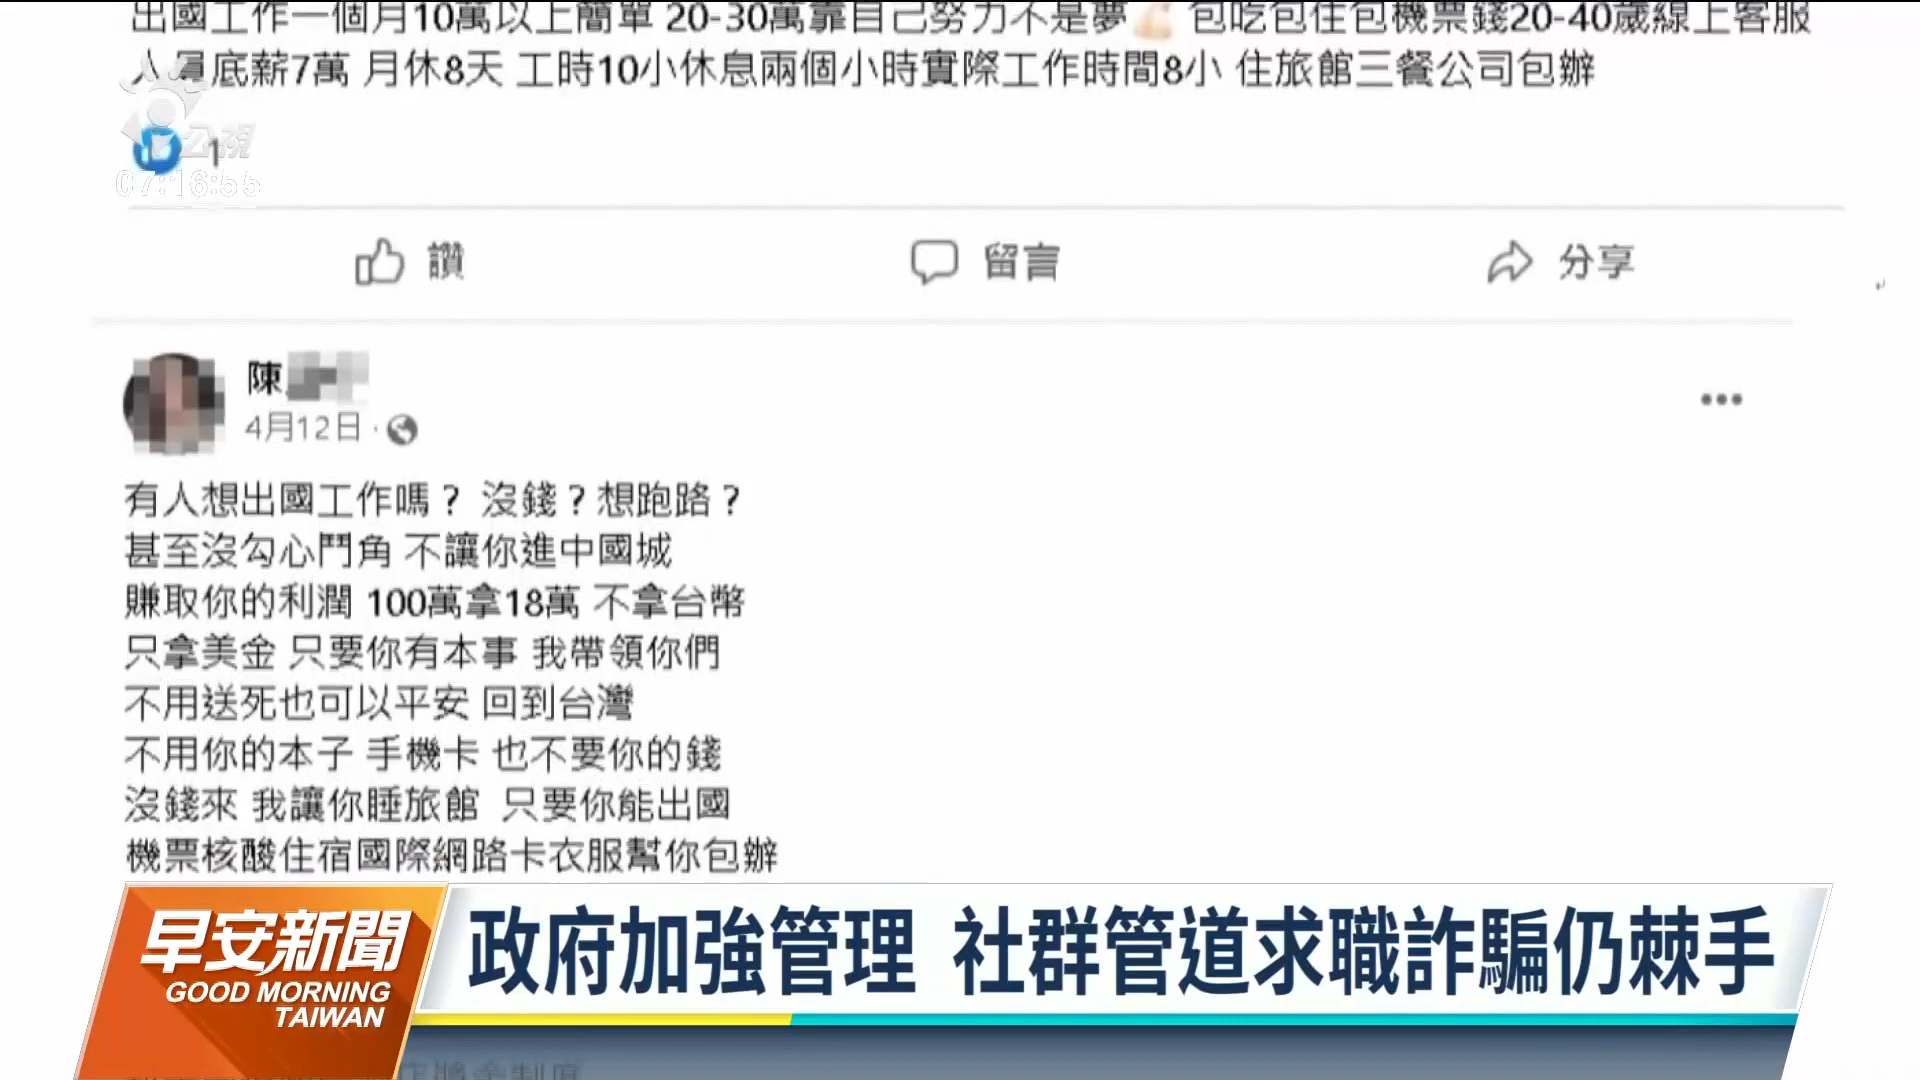 出國工作一個月10萬以上簡單 20-30萬靠自己努力不是夢💪🏻 包吃包住包機票錢20-40歲線上客服
人員底薪7萬 月休8天 工時10小休息兩個小時實際工作時間8小 住旅館三餐公司包辦
公視
1
07:16:55
讚
留言
分享
陳
4月12日
有人想出國工作嗎？ 沒錢？想跑路？
甚至沒勾心鬥角 不讓你進中國城
賺取你的利潤 100萬拿18萬 不拿台幣
只拿美金 只要你有本事 我帶領你們
不用送死也可以平安 回到台灣
不用你的本子 手機卡 也不要你的錢
沒錢來 我讓你睡旅館 只要你能出國
機票核酸住宿國際網路卡衣服幫你包辦
早安新聞
GOOD MORNING
TAIWAN
政府加強管理 社群管道求職詐騙仍棘手